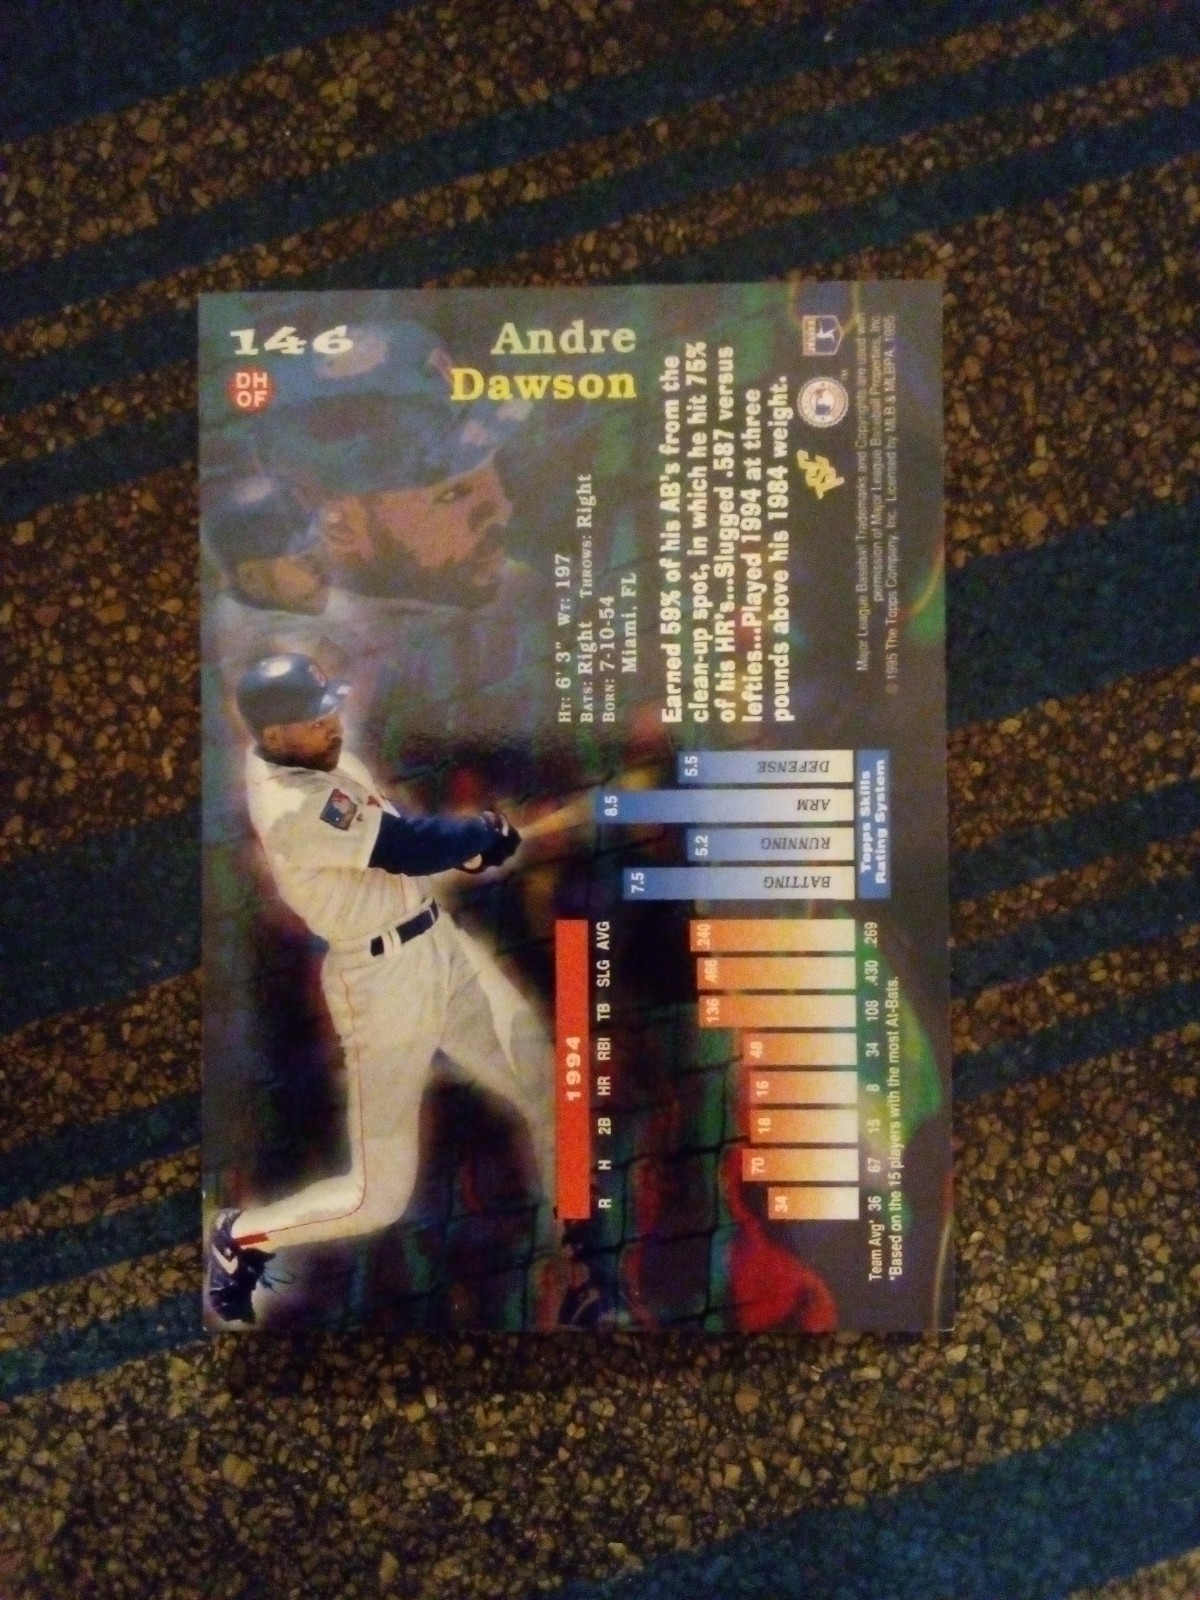 146
DH
OF
Andre
Dawson
HT: 6' 3" WT: 197
BATS: Right THROWS: Right
BORN: 7-10-54
Miami, FL
Earned 59% of his AB's from the
clean-up spot, in which he hit 75%
of his HR's...Slugged .587 versus
lefties...Played 1994 at three
pounds above his 1984 weight.
1994
R H 2B HR RBI TB SLG AVG
34 70 18 16 48 136 .466 .240
Team Avg* 36 67 15 8 34 108 .430 .269
*Based on the 15 players with the most At-Bats.
7.5 5.2 8.5 5.5
BATTING RUNNING ARM DEFENSE
Topps Skills
Rating System
Major League Baseball Trademarks and Copyrights are used with
permission of Major League Baseball Properties, Inc.
© 1995 The Topps Company, Inc. Licensed by MLB & MLBPA, 1995